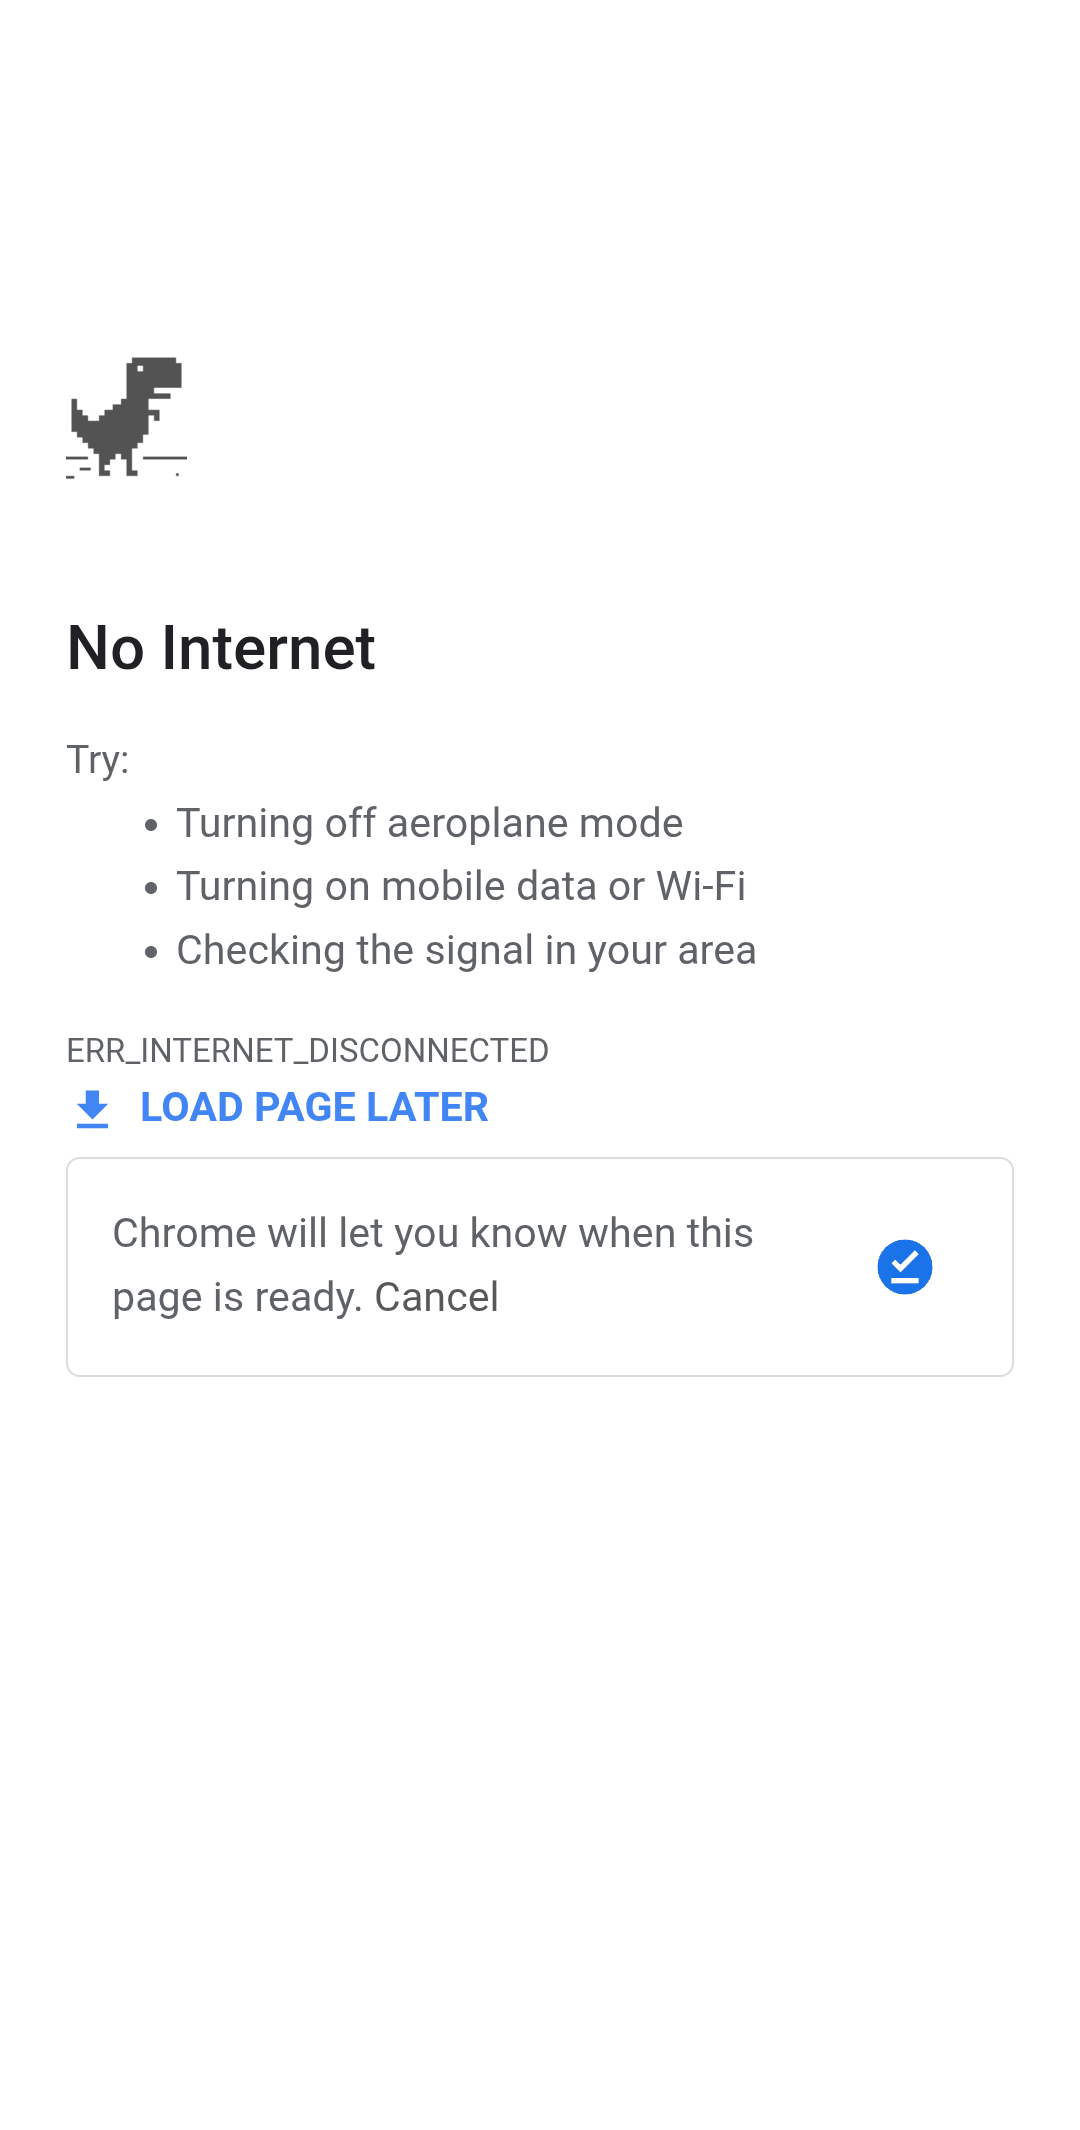 No Internet
Try:
• Turning off aeroplane mode
• Turning on mobile data or Wi-Fi
• Checking the signal in your area
ERR_INTERNET_DISCONNECTED
LOAD PAGE LATER
Chrome will let you know when this
page is ready. Cancel